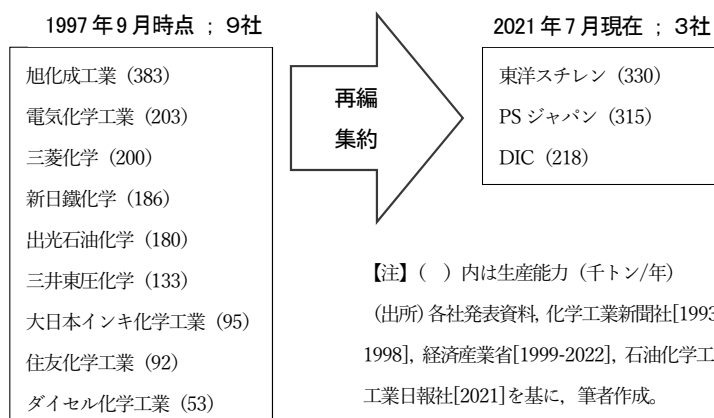 1997年9月時点 ; 9社
旭化成工業 (383)
電気化学工業 (203)
三菱化学 (200)
新日鐵化学 (186)
出光石油化学 (180)
三井東圧化学 (133)
大日本インキ化学工業 (95)
住友化学工業 (92)
ダイセル化学工業 (53)
再編
集約
2021年7月現在 ; 3社
東洋スチレン (330)
PSジャパン (315)
DIC (218)
【注】( ) 内は生産能力 (千トン/年)
(出所) 各社発表資料, 化学工業新聞社[1993
1998], 経済産業省[1999-2022], 石油化学工
工業日報社[2021]を基に, 筆者作成。